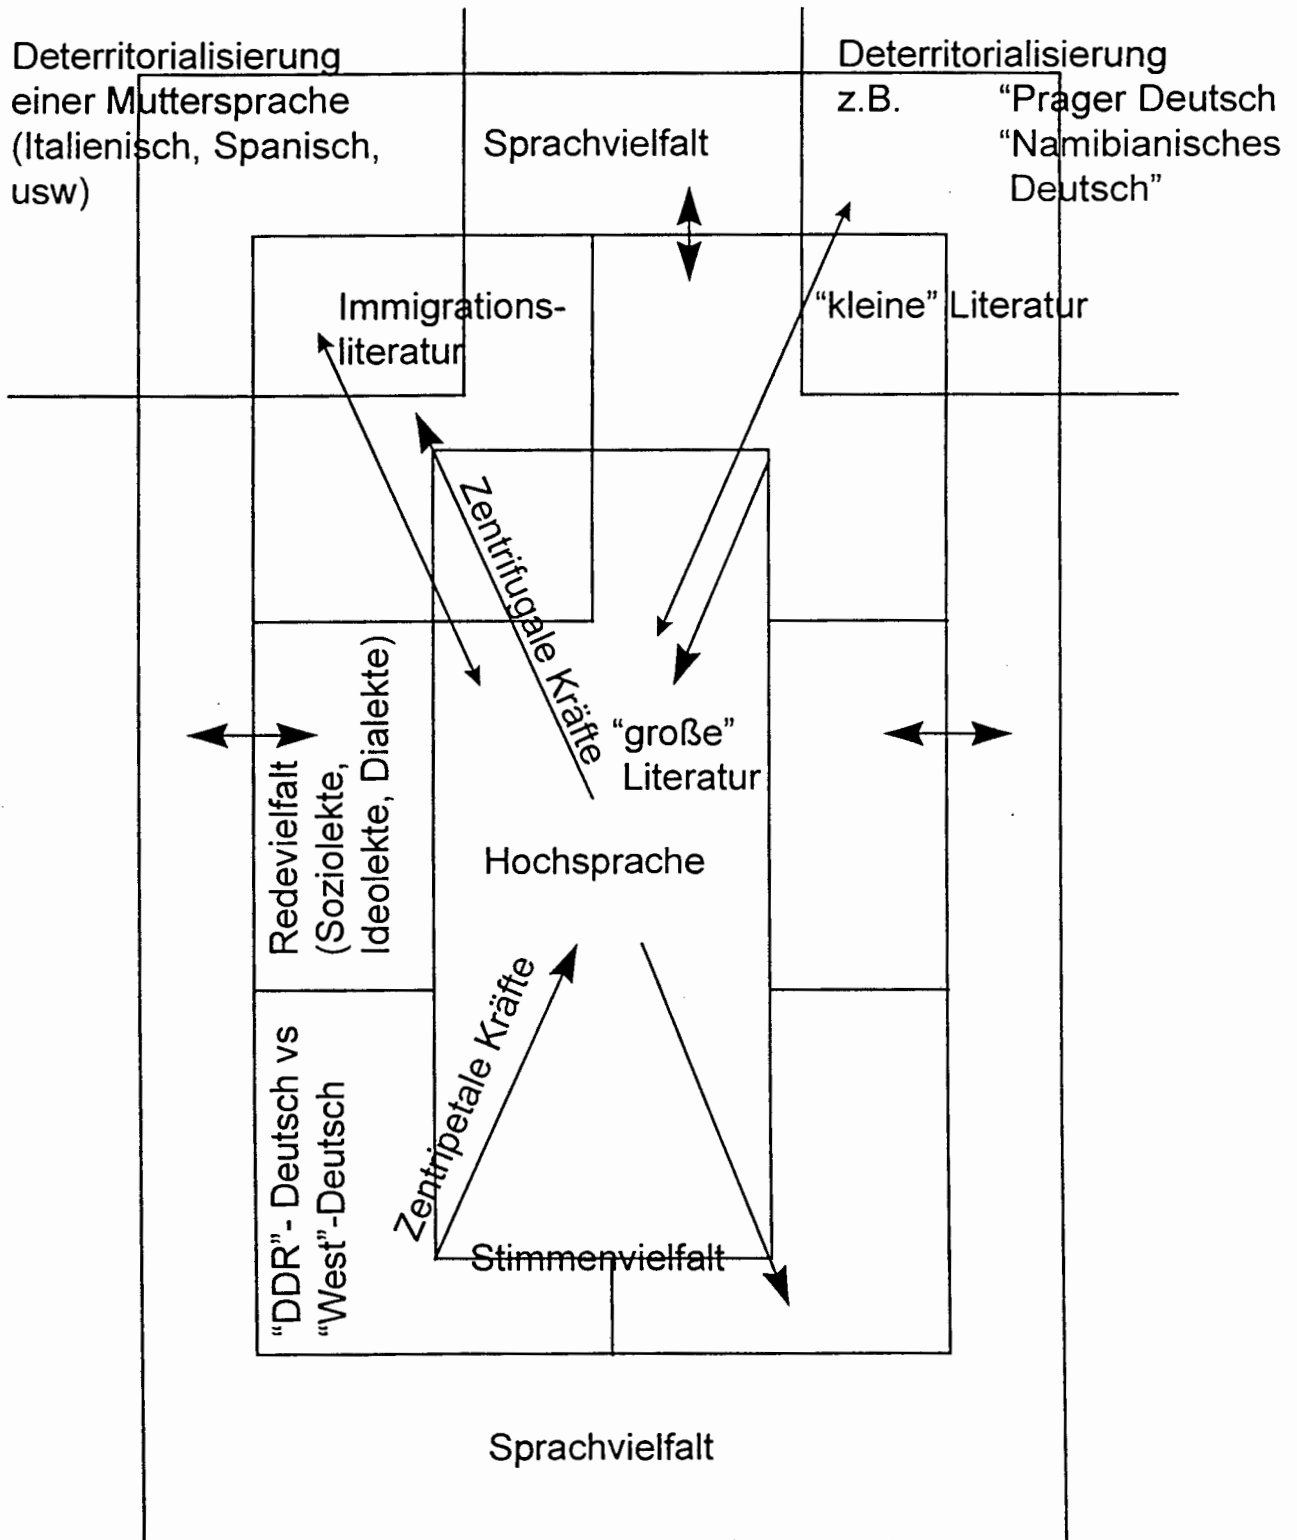 Deterritorialisierung
einer Muttersprache
(Italienisch, Spanisch,
usw)
Sprachvielfalt
Deterritorialisierung
z.B. “Prager Deutsch
“Namibianisches
Deutsch”
Immigrations-
literatur
“kleine” Literatur
Zentrifugale Kräfte
“große”
Literatur
Hochsprache
Redevielfalt
(Soziolekte,
Ideolekte, Dialekte)
Zentripetale Kräfte
“DDR”- Deutsch vs
“West”-Deutsch
Stimmenvielfalt
Sprachvielfalt